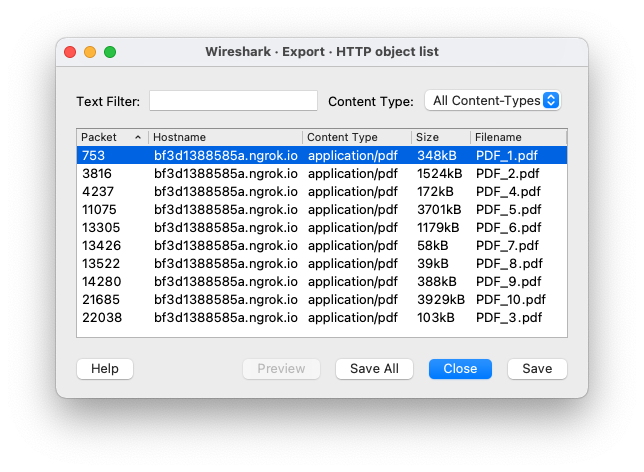 Wireshark · Export · HTTP object list
Text Filter: Content Type: All Content-Types
Packet Hostname Content Type Size Filename
753 bf3d1388585a.ngrok.io application/pdf 348kB PDF_1.pdf
3816 bf3d1388585a.ngrok.io application/pdf 1524kB PDF_2.pdf
4237 bf3d1388585a.ngrok.io application/pdf 172kB PDF_4.pdf
11075 bf3d1388585a.ngrok.io application/pdf 3701kB PDF_5.pdf
13305 bf3d1388585a.ngrok.io application/pdf 1179kB PDF_6.pdf
13426 bf3d1388585a.ngrok.io application/pdf 58kB PDF_7.pdf
13522 bf3d1388585a.ngrok.io application/pdf 39kB PDF_8.pdf
14280 bf3d1388585a.ngrok.io application/pdf 388kB PDF_9.pdf
21685 bf3d1388585a.ngrok.io application/pdf 3929kB PDF_10.pdf
22038 bf3d1388585a.ngrok.io application/pdf 103kB PDF_3.pdf
Help Preview Save All Close Save